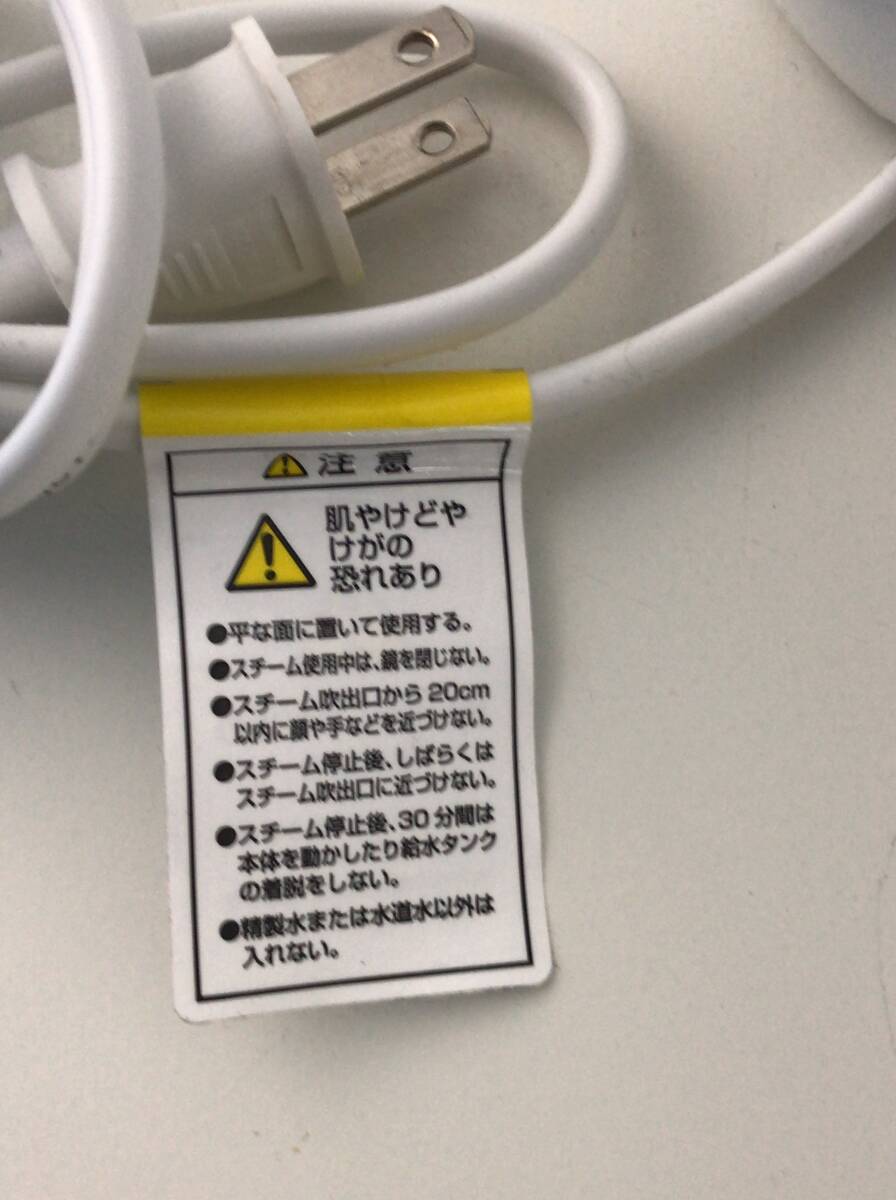 注意
肌やけどや
けがの
恐れあり
●平な面に置いて使用する。
●スチーム使用中は、鏡を閉じない。
●スチーム吹出口から20cm
以内に顔や手などを近づけない。
●スチーム停止後、しばらくは
スチーム吹出口に近づけない。
●スチーム停止後、30分間は
本体を動かしたり給水タンク
の着脱をしない。
●精製水または水道水以外は
入れない。